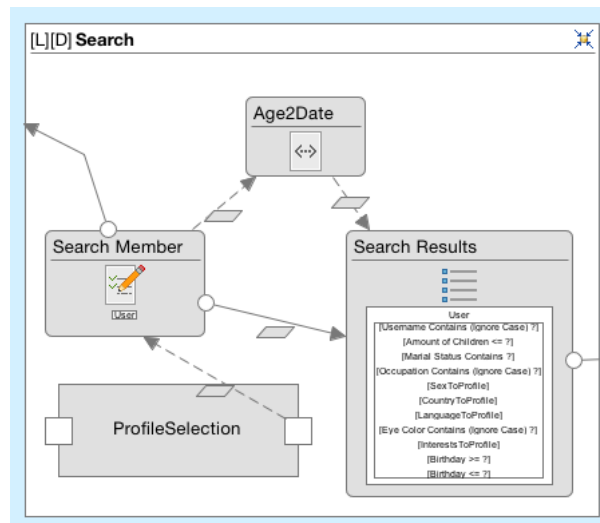 [L][D] Search
Age2Date
Search Member
[User]
Search Results
User
[Username Contains (Ignore Case) ?]
[Amount of Children <= ?]
[Marial Status Contains ?]
[Occupation Contains (Ignore Case) ?]
[SexToProfile]
[CountryToProfile]
[LanguageToProfile]
[Eye Color Contains (Ignore Case) ?]
[InterestsToProfile]
[Birthday >= ?]
[Birthday <= ?]
ProfileSelection